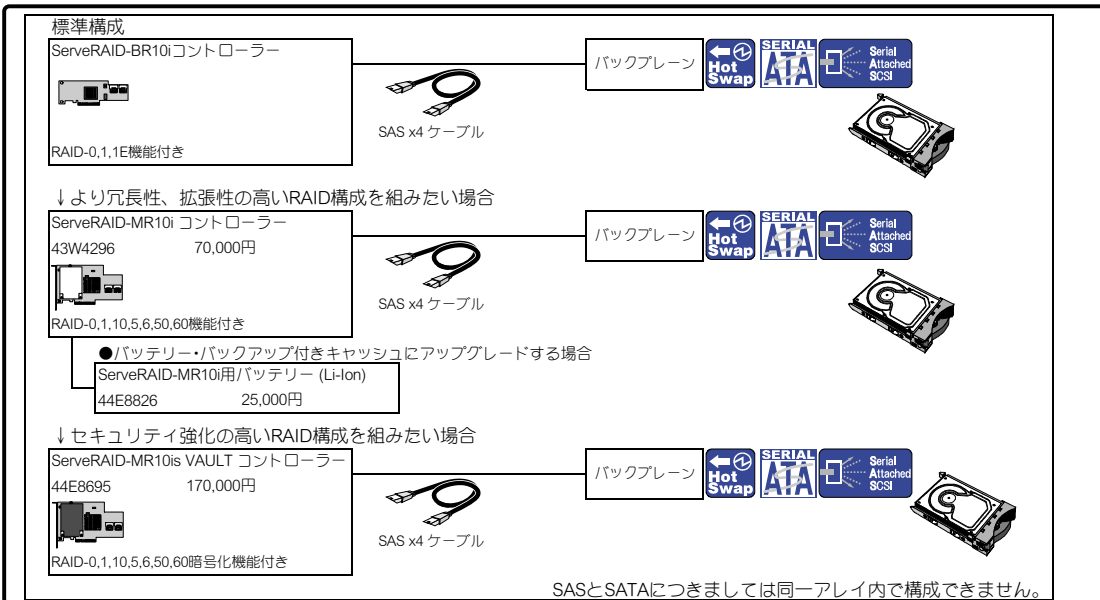 標準構成
ServeRAID-BR10iコントローラー
RAID-0,1,1E機能付き
SAS x4 ケーブル
バックプレーン
Hot Swap
SERIAL ATA
Serial Attached SCSI
↓より冗長性、拡張性の高いRAID構成を組みたい場合
ServeRAID-MR10i コントローラー
43W4296 70,000円
RAID-0,1,10,5,6,50,60機能付き
SAS x4 ケーブル
バックプレーン
Hot Swap
SERIAL ATA
Serial Attached SCSI
●バッテリー・バックアップ付きキャッシュにアップグレードする場合
ServeRAID-MR10i用バッテリー (Li-Ion)
44E8826 25,000円
↓セキュリティ強化の高いRAID構成を組みたい場合
ServeRAID-MR10is VAULT コントローラー
44E8695 170,000円
RAID-0,1,10,5,6,50,60暗号化機能付き
SAS x4 ケーブル
バックプレーン
Hot Swap
SERIAL ATA
Serial Attached SCSI
SASとSATAにつきましては同一アレイ内で構成できません。